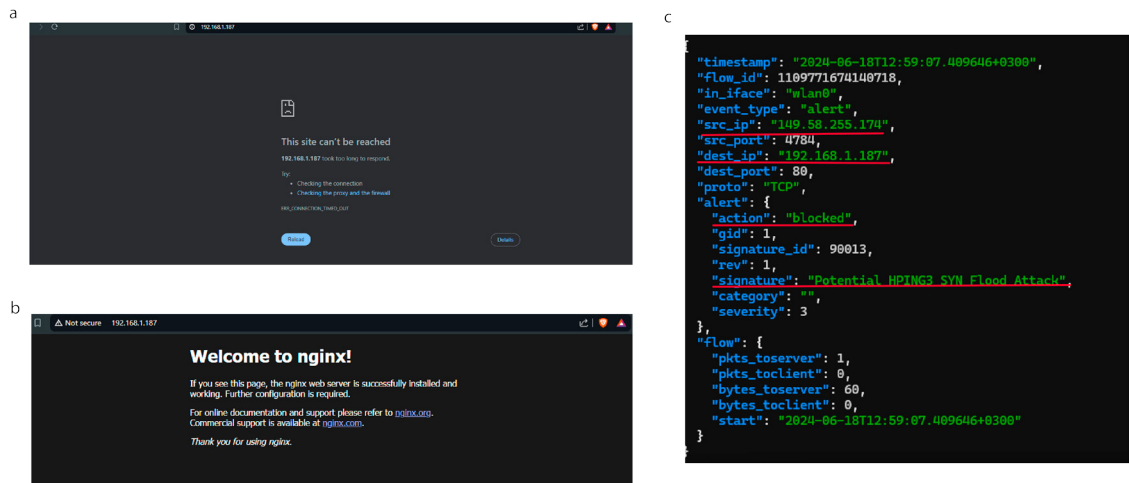 a
192.168.1.187
This site can't be reached
192.168.1.187 took too long to respond.
Try:
• Checking the connection
• Checking the proxy and the firewall
ERR_CONNECTION_TIMED_OUT
Reload
Details
b
Not secure 192.168.1.187
Welcome to nginx!
If you see this page, the nginx web server is successfully installed and
working. Further configuration is required.
For online documentation and support please refer to nginx.org.
Commercial support is available at nginx.com.
Thank you for using nginx.
c
{
"timestamp": "2024-06-18T12:59:07.409646+0300",
"flow_id": 1109771674140718,
"in_iface": "wlan0",
"event_type": "alert",
"src_ip": "149.58.255.174",
"src_port": 4784,
"dest_ip": "192.168.1.187",
"dest_port": 80,
"proto": "TCP",
"alert": {
"action": "blocked",
"gid": 1,
"signature_id": 90013,
"rev": 1,
"signature": "Potential HPING3 SYN Flood Attack",
"category": "",
"severity": 3
},
"flow": {
"pkts_toserver": 1,
"pkts_toclient": 0,
"bytes_toserver": 60,
"bytes_toclient": 0,
"start": "2024-06-18T12:59:07.409646+0300"
}
}